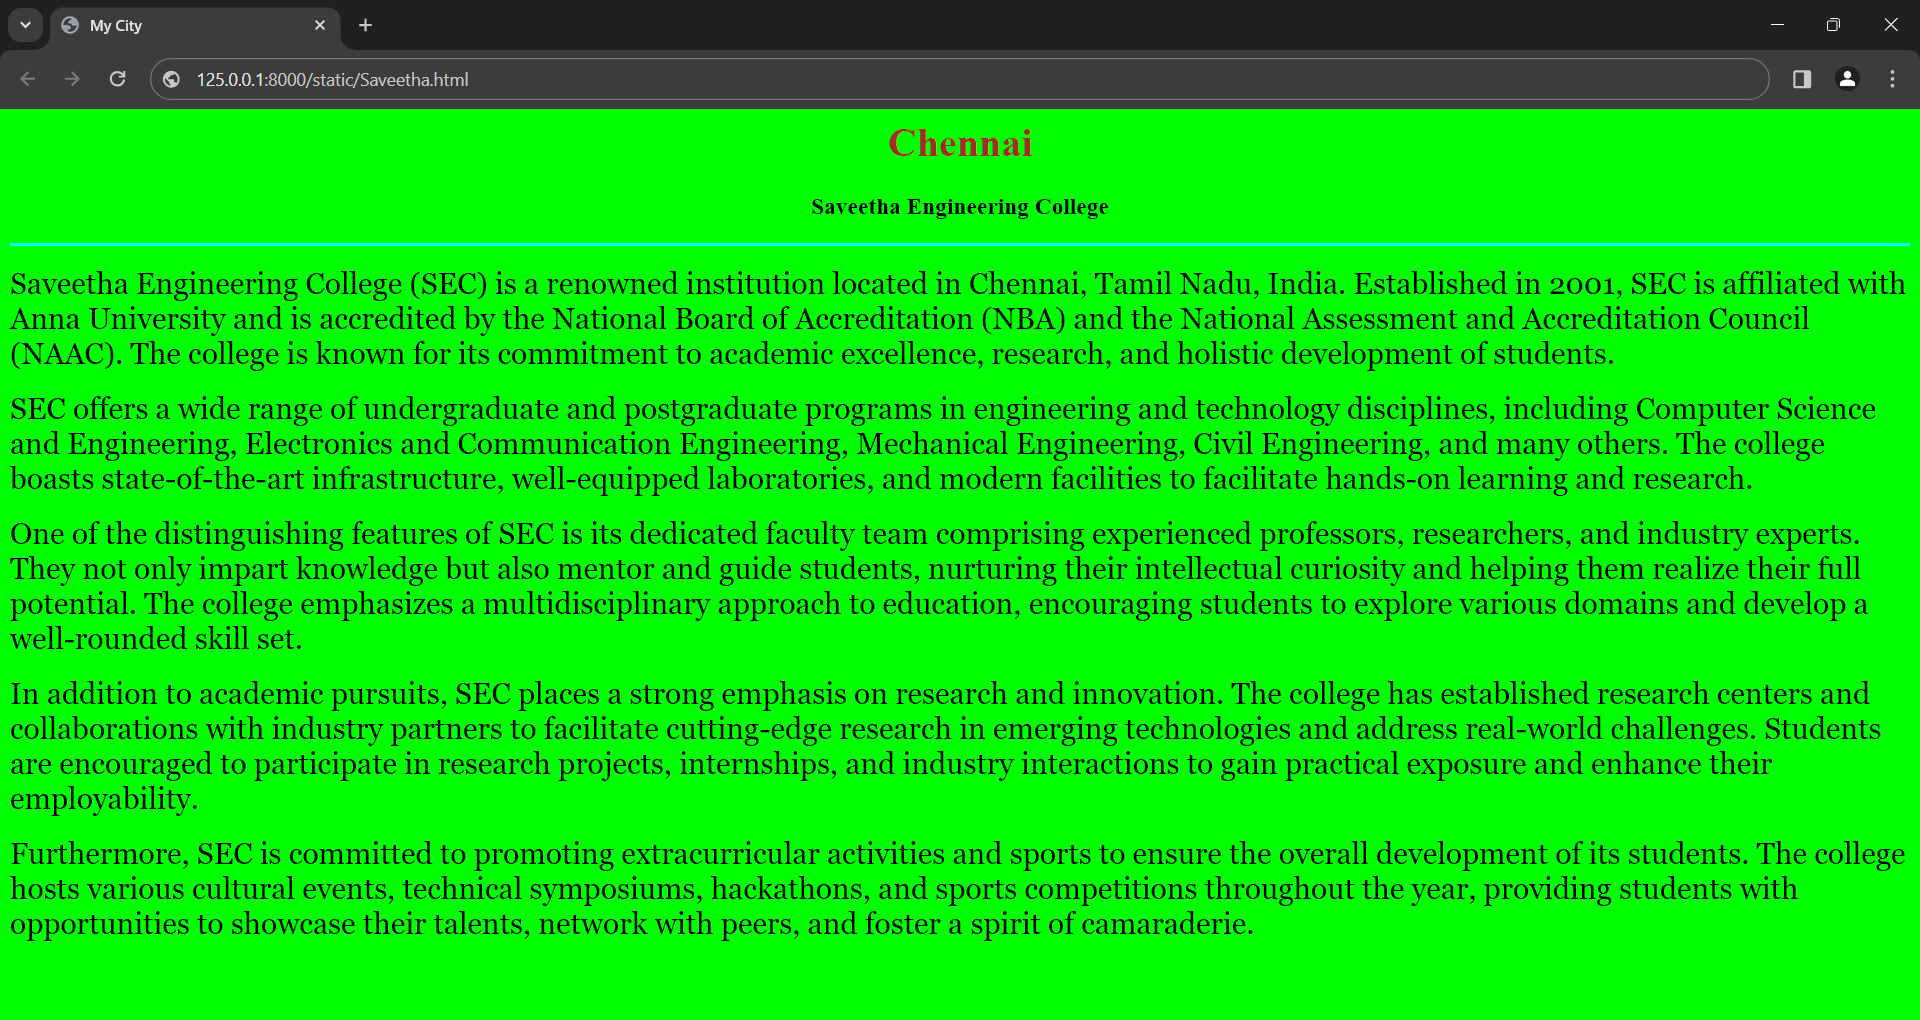 My City
125.0.0.1:8000/static/Saveetha.html
Chennai
Saveetha Engineering College
Saveetha Engineering College (SEC) is a renowned institution located in Chennai, Tamil Nadu, India. Established in 2001, SEC is affiliated with
Anna University and is accredited by the National Board of Accreditation (NBA) and the National Assessment and Accreditation Council
(NAAC). The college is known for its commitment to academic excellence, research, and holistic development of students.
SEC offers a wide range of undergraduate and postgraduate programs in engineering and technology disciplines, including Computer Science
and Engineering, Electronics and Communication Engineering, Mechanical Engineering, Civil Engineering, and many others. The college
boasts state-of-the-art infrastructure, well-equipped laboratories, and modern facilities to facilitate hands-on learning and research.
One of the distinguishing features of SEC is its dedicated faculty team comprising experienced professors, researchers, and industry experts.
They not only impart knowledge but also mentor and guide students, nurturing their intellectual curiosity and helping them realize their full
potential. The college emphasizes a multidisciplinary approach to education, encouraging students to explore various domains and develop a
well-rounded skill set.
In addition to academic pursuits, SEC places a strong emphasis on research and innovation. The college has established research centers and
collaborations with industry partners to facilitate cutting-edge research in emerging technologies and address real-world challenges. Students
are encouraged to participate in research projects, internships, and industry interactions to gain practical exposure and enhance their
employability.
Furthermore, SEC is committed to promoting extracurricular activities and sports to ensure the overall development of its students. The college
hosts various cultural events, technical symposiums, hackathons, and sports competitions throughout the year, providing students with
opportunities to showcase their talents, network with peers, and foster a spirit of camaraderie.